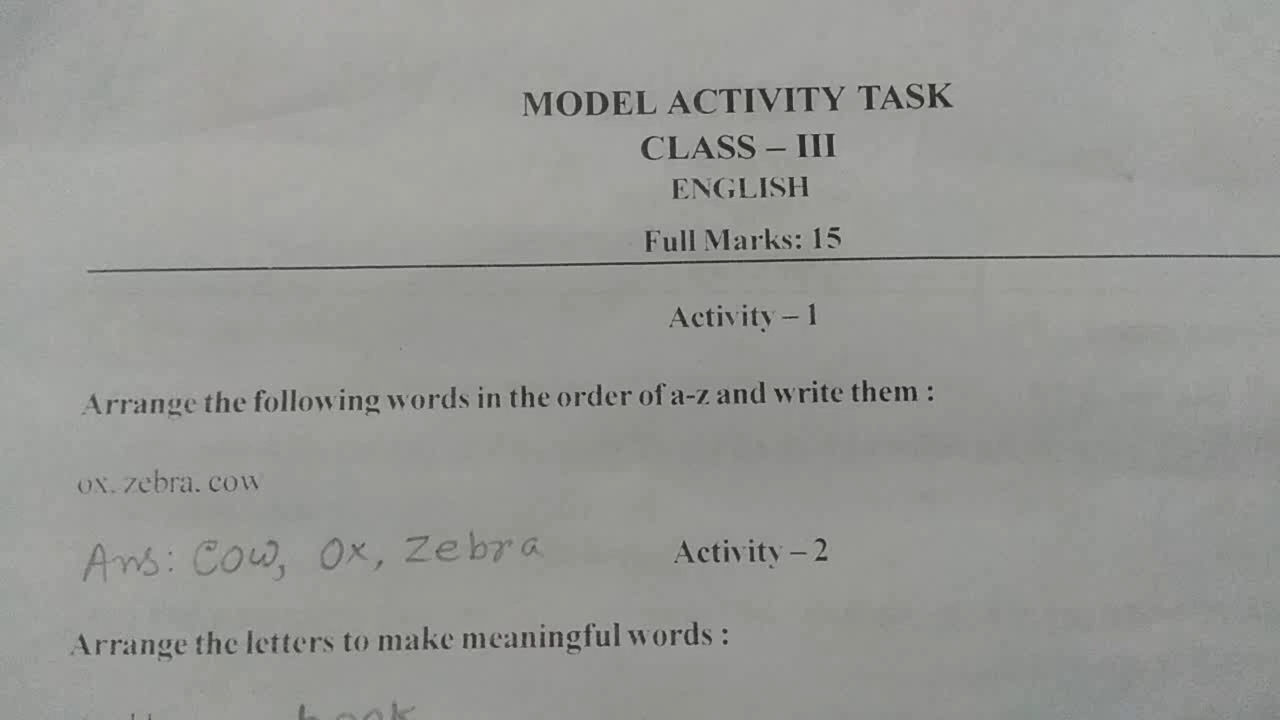 MODEL ACTIVITY TASK
CLASS – III
ENGLISH
Full Marks: 15
Activity – 1
Arrange the following words in the order of a-z and write them :
ox. zebra. cow
Ans: Cow, Ox, Zebra
Activity – 2
Arrange the letters to make meaningful words :
book